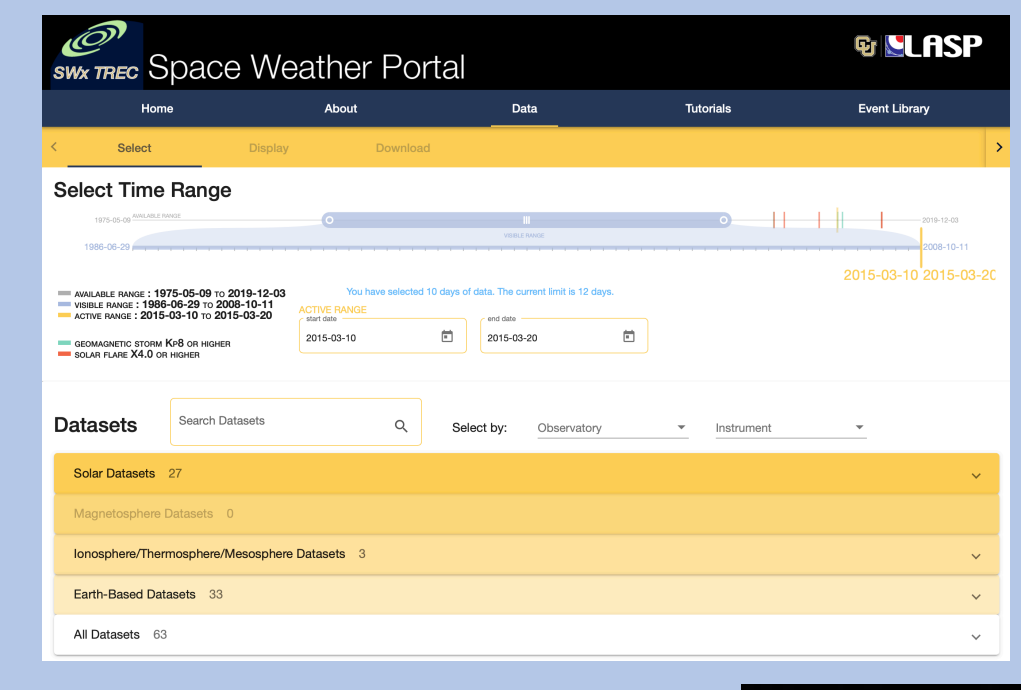 SWx TREC Space Weather Portal
CU LASP
Home About Data Tutorials Event Library
Select Display Download
Select Time Range
1975-05-09 AVAILABLE RANGE 2019-12-03
VISIBLE RANGE
1986-06-29 2008-10-11
2015-03-10 2015-03-20
AVAILABLE RANGE : 1975-05-09 TO 2019-12-03
VISIBLE RANGE : 1986-06-29 TO 2008-10-11
ACTIVE RANGE : 2015-03-10 TO 2015-03-20
GEOMAGNETIC STORM KP8 OR HIGHER
SOLAR FLARE X4.0 OR HIGHER
You have selected 10 days of data. The current limit is 12 days.
ACTIVE RANGE
start date
2015-03-10
end date
2015-03-20
Datasets
Search Datasets
Select by: Observatory Instrument
Solar Datasets 27
Magnetosphere Datasets 0
Ionosphere/Thermosphere/Mesosphere Datasets 3
Earth-Based Datasets 33
All Datasets 63